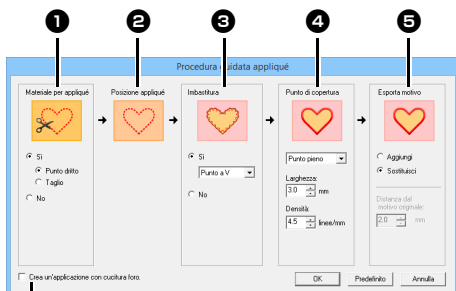 1 2 3 4 5
Procedura guidata appliqué
Materiale per appliqué
Posizione appliqué
Imbastitura
Punto di copertura
Esporta motivo
Sì
Punto dritto
Taglio
No
Sì
Punto a V
No
Punto pieno
Larghezza:
3.0 mm
Densità:
4.5 linee/mm
Aggiungi
Sostituisci
Distanza dal
motivo originale:
2.0 mm
Crea un'applicazione con cucitura foro.
OK Predefinito Annulla